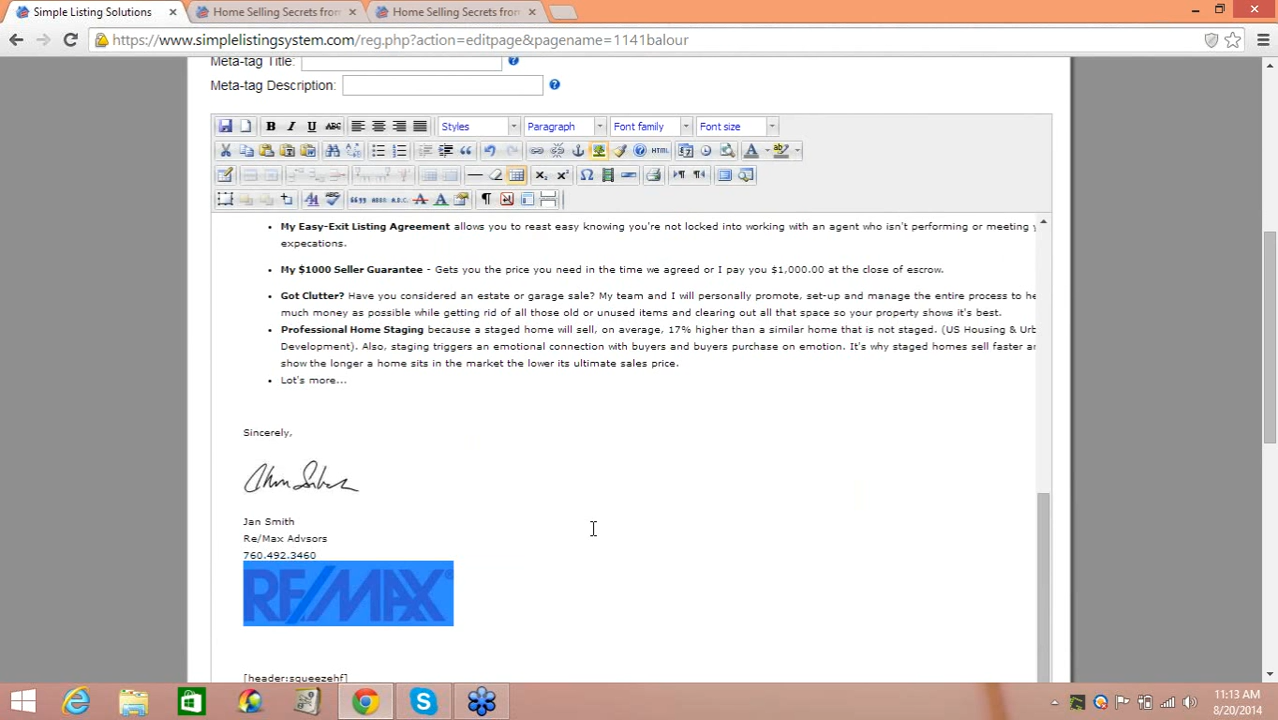 Simple Listing Solutions
Home Selling Secrets from
Home Selling Secrets from
https://www.simplelistingsystem.com/reg.php?action=editpage&pagename=1141balour
Meta-tag Title:
Meta-tag Description:
B I U ABC Styles Paragraph Font family Font size
HTML
My Easy-Exit Listing Agreement allows you to reast easy knowing you're not locked into working with an agent who isn't performing or meeting
expecations.
My $1000 Seller Guarantee - Gets you the price you need in the time we agreed or I pay you $1,000.00 at the close of escrow.
Got Clutter? Have you considered an estate or garage sale? My team and I will personally promote, set-up and manage the entire process to he
much money as possible while getting rid of all those old or unused items and clearing out all that space so your property shows it's best.
Professional Home Staging because a staged home will sell, on average, 17% higher than a similar home that is not staged. (US Housing & Urb
Development). Also, staging triggers an emotional connection with buyers and buyers purchase on emotion. It's why staged homes sell faster ar
show the longer a home sits in the market the lower its ultimate sales price.
Lot's more...
Sincerely,
Jan Smith
Re/Max Advsors
760.492.3460
RE/MAX®
[header:squeezehf]
11:13 AM
8/20/2014